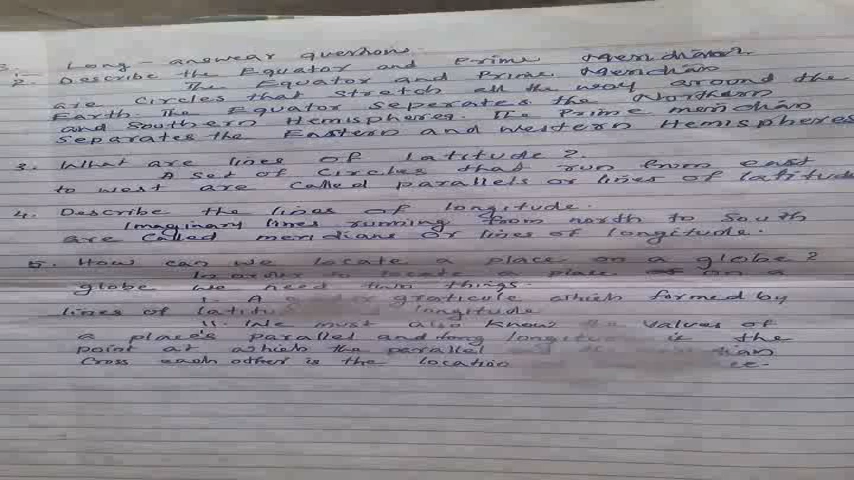 Long - answear questions.
2. Describe the Equator and Prime Meridian?
The Equator and Prime Meridian
are circles that stretch all the way around the
Earth. The Equator seperates the Northern
and Southern Hemispheres. The Prime meridian
separates the Eastern and Western Hemispheres
3. What are lines of latitude?
A set of circles that run from east
to west are called parallels or lines of latitude
4. Describe the lines of longitude.
Imaginary lines running from north to south
are called meridians or lines of longitude.
5. How can we locate a place on a globe?
In order to locate a place on a
globe we need two things.
1. A graticule which formed by
lines of longitude
11. We must also know the values of
a place's parallel and longitude is the
point at which the parallel
cross each other is the location